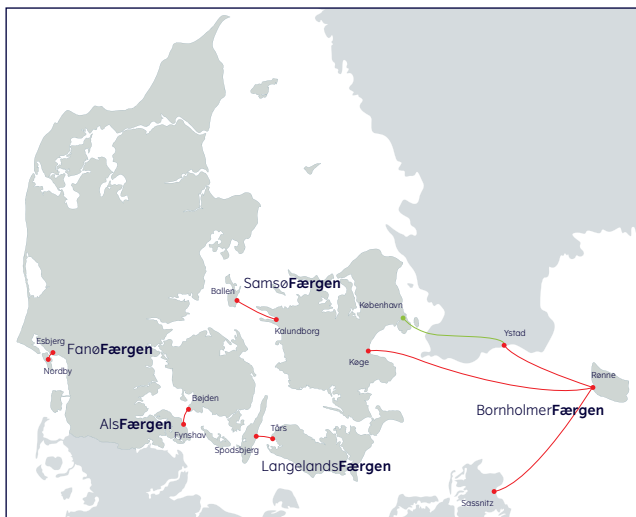 Ballen
SamsøFærgen
København
Kalundborg
Ystad
Esbjerg
FanøFærgen
Nordby
Køge
Rønne
Bøjden
BornholmerFærgen
AlsFærgen
Fynshav
Tårs
Spodsbjerg
LangelandsFærgen
Sassnitz